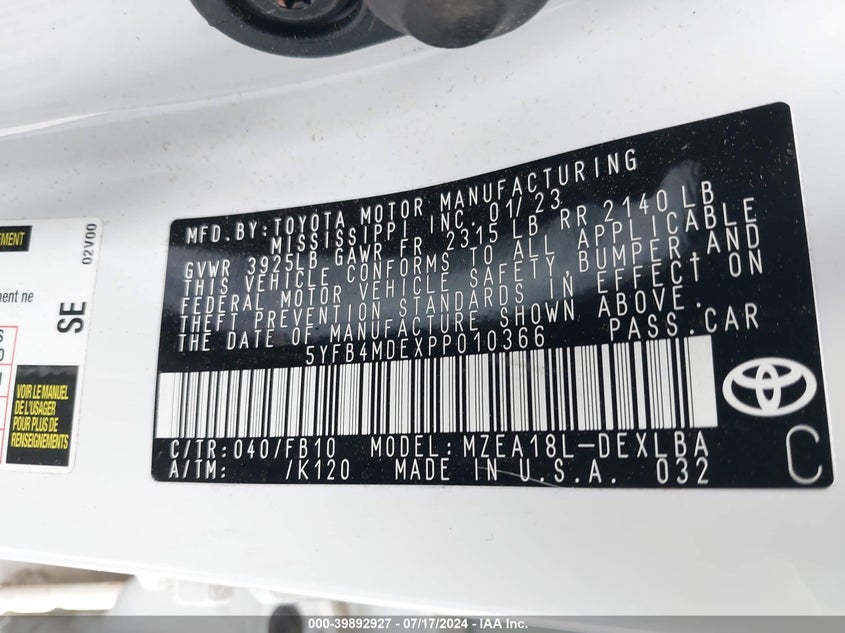 MFD. BY: TOYOTA MOTOR MANUFACTURING
MISSISSIPPI INC. 01/23
GVWR 3925LB GAWR FR 2315 LB RR 2140 LB
THIS VEHICLE CONFORMS TO ALL APPLICABLE
FEDERAL MOTOR VEHICLE SAFETY, BUMPER, AND
THEFT PREVENTION STANDARDS IN EFFECT ON
THE DATE OF MANUFACTURE SHOWN ABOVE.
5YFB4MDEXPP010366 PASS. CAR
C/TR: 040/FB10 MODEL: MZEA18L-DEXLBA
A/TM: /K120 MADE IN U.S.A. 032
C
02V00
SE
ne
VOIR LE MANUEL
DE L'USAGER
POUR PLUS DE
RENSEIGNEMENTS
000-39892927 - 07/17/2024 - IAA Inc.